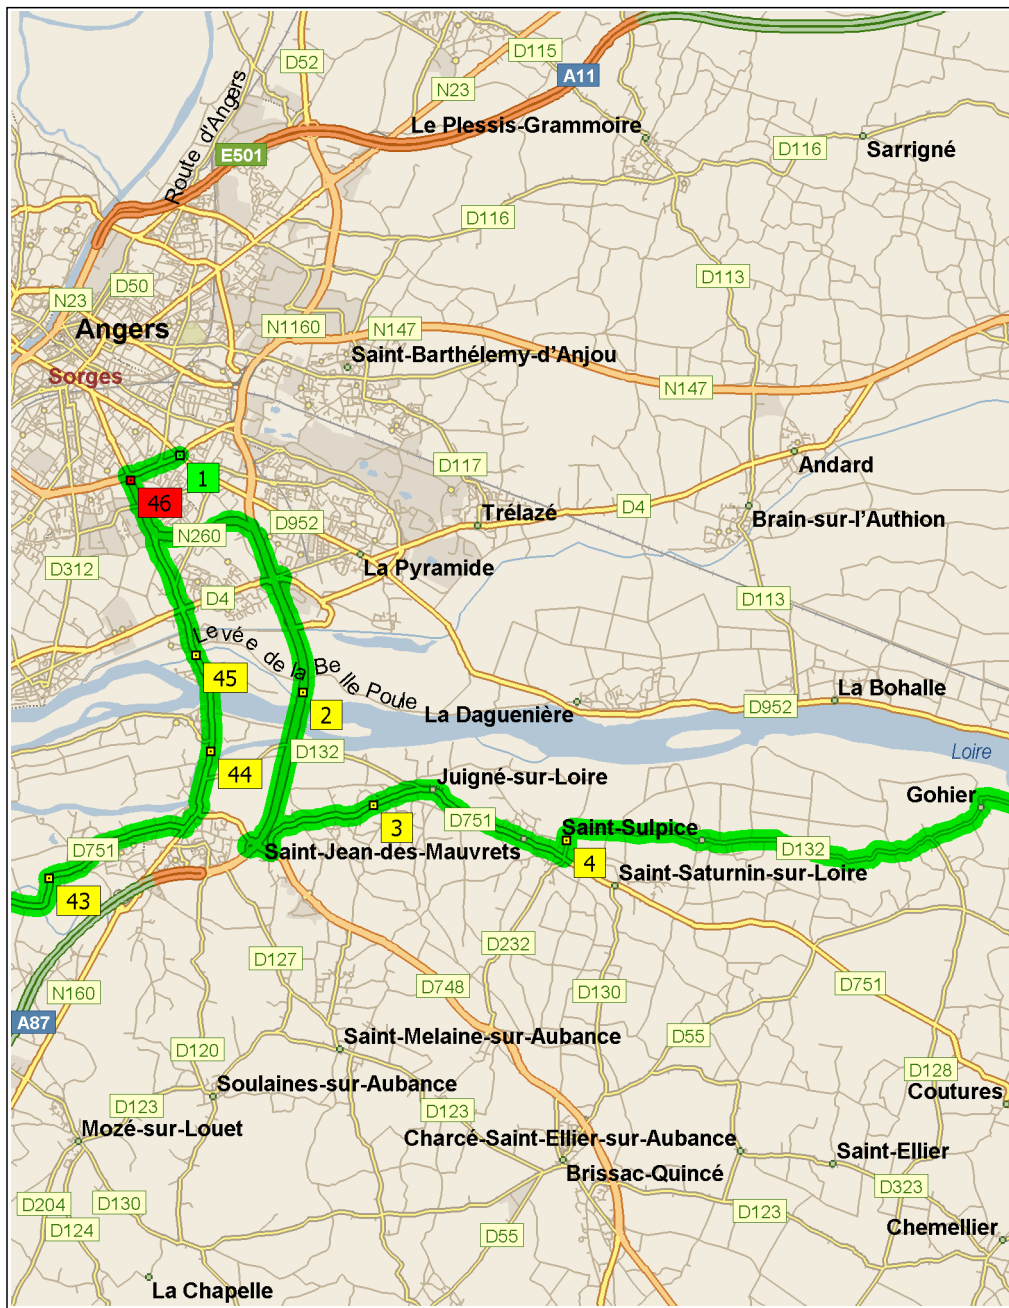 D115
D52
A11
N23
Route d'Angers
Le Plessis-Grammoire
E501
D116
Sarrigné
D116
D113
D50
N23
Angers
N1160
N147
Saint-Barthélemy-d'Anjou
Sorges
N147
D117
Andard
1
46
Trélazé
D4
Brain-sur-l'Authion
D952
N260
D312
La Pyramide
D4
D113
Levée de la Belle Poule
45
La Bohalle
2
La Daguenière
D952
D132
Loire
44
Juigné-sur-Loire
Gohier
D751
3
Saint-Sulpice
D751
Saint-Jean-des-Mauvrets
D132
4
Saint-Saturnin-sur-Loire
43
D232
D127
D748
D130
D751
N160
A87
Saint-Melaine-sur-Aubance
D55
D120
D128
Soulaines-sur-Aubance
Coutures
D123
D123
Mozé-sur-Louet
Charcé-Saint-Ellier-sur-Aubance
Saint-Ellier
Brissac-Quincé
D323
D204
D130
D123
D124
D55
Chemellier
La Chapelle